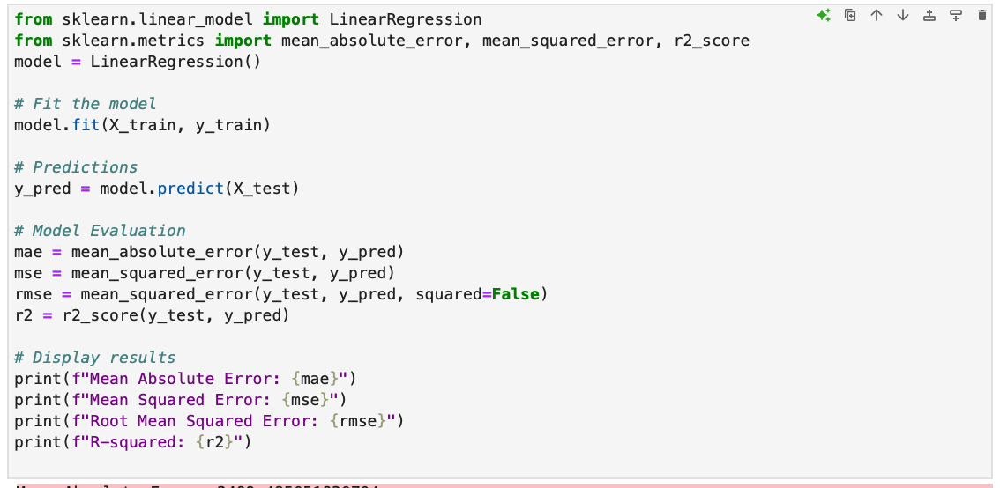 from sklearn.linear_model import LinearRegression
from sklearn.metrics import mean_absolute_error, mean_squared_error, r2_score
model = LinearRegression()
# Fit the model
model.fit(X_train, y_train)
# Predictions
y_pred = model.predict(X_test)
# Model Evaluation
mae = mean_absolute_error(y_test, y_pred)
mse = mean_squared_error(y_test, y_pred)
rmse = mean_squared_error(y_test, y_pred, squared=False)
r2 = r2_score(y_test, y_pred)
# Display results
print(f"Mean Absolute Error: {mae}")
print(f"Mean Squared Error: {mse}")
print(f"Root Mean Squared Error: {rmse}")
print(f"R-squared: {r2}")